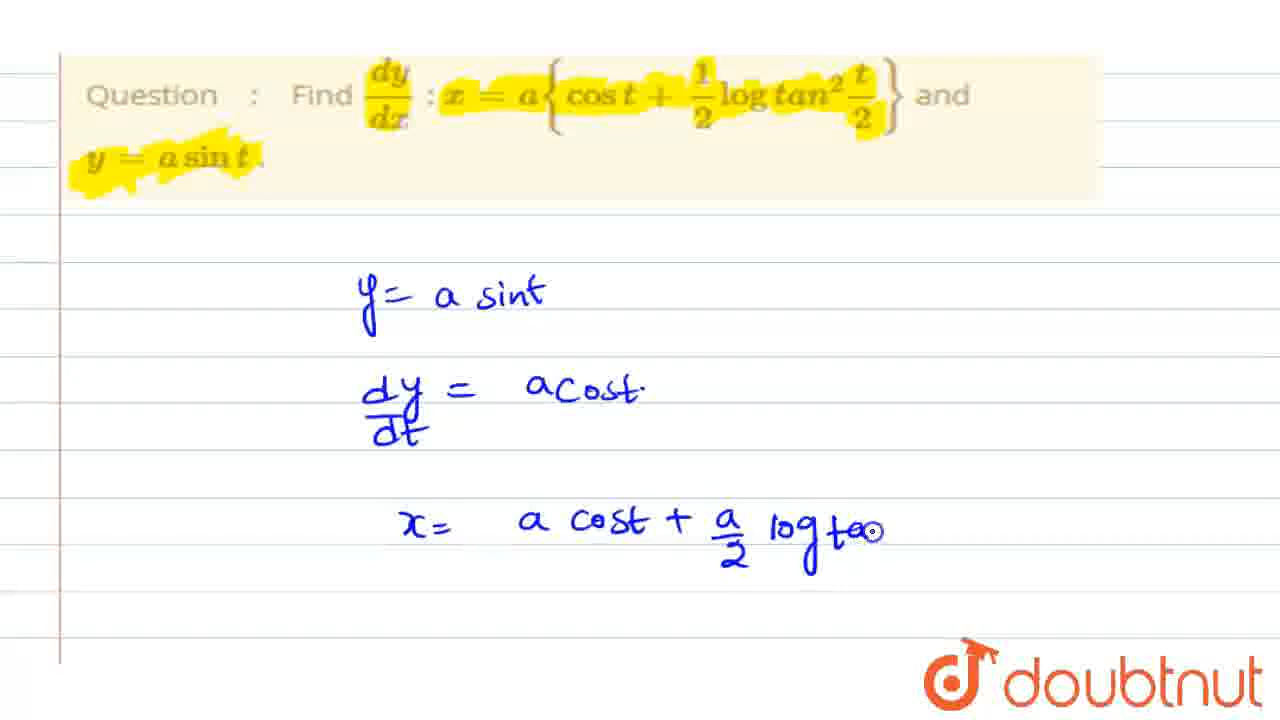 Question : Find dy/dx : x = a{cos t + 1/2 log tan² t/2} and
y = a sin t .
y = a sint
dy/dt = a cost.
x = a cost + a/2 log ta
doubtnut